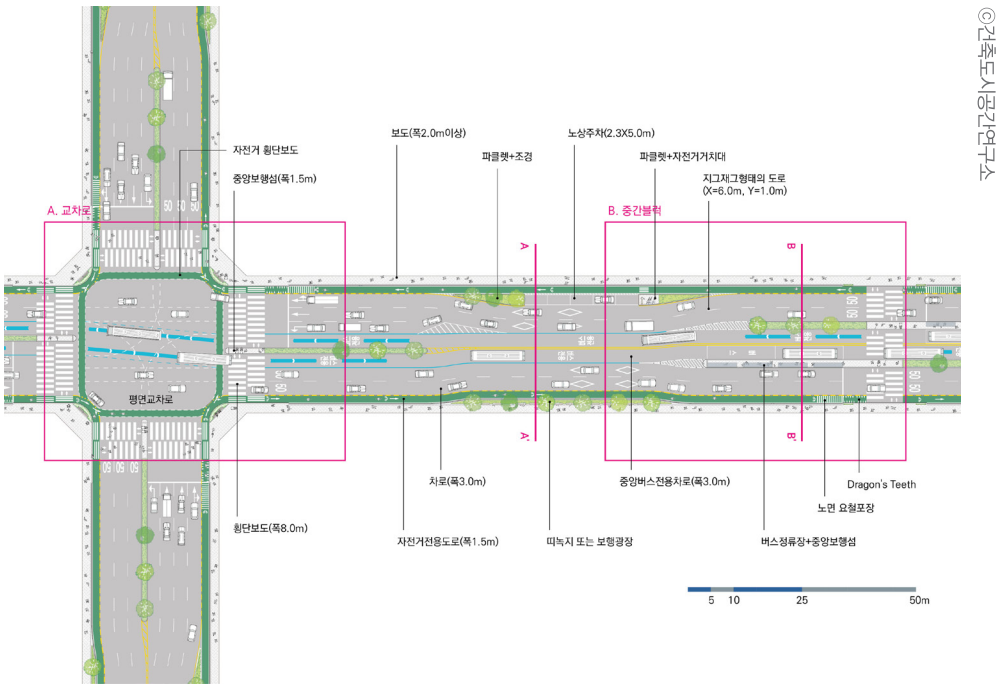 ⓒ건축도시공간연구소
보도(폭2.0m이상)
노상주차(2.3X5.0m)
자전거 횡단보도
파클렛+조경
파클렛+자전거거치대
중앙보행섬(폭1.5m)
지그재그형태의 도로
(X=6.0m, Y=1.0m)
A. 교차로
B. 중간블럭
50 50 50
A
B
평면교차로
A'
B'
50 50 50
차로(폭3.0m)
중앙버스전용차로(폭3.0m)
Dragon's Teeth
노면 요철포장
횡단보도(폭8.0m)
자전거전용도로(폭1.5m)
띠녹지 또는 보행광장
버스정류장+중앙보행섬
5 10 25 50m